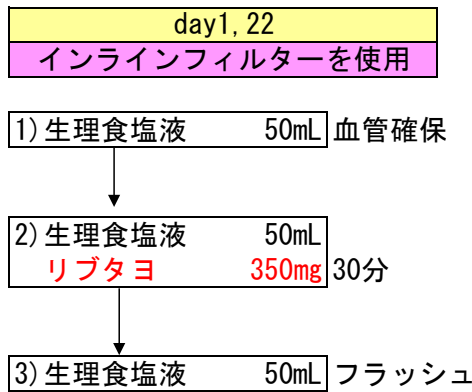 day1,22
インラインフィルターを使用
1)生理食塩液 50mL 血管確保
2)生理食塩液 50mL
リブタヨ 350mg 30分
3)生理食塩液 50mL フラッシュ